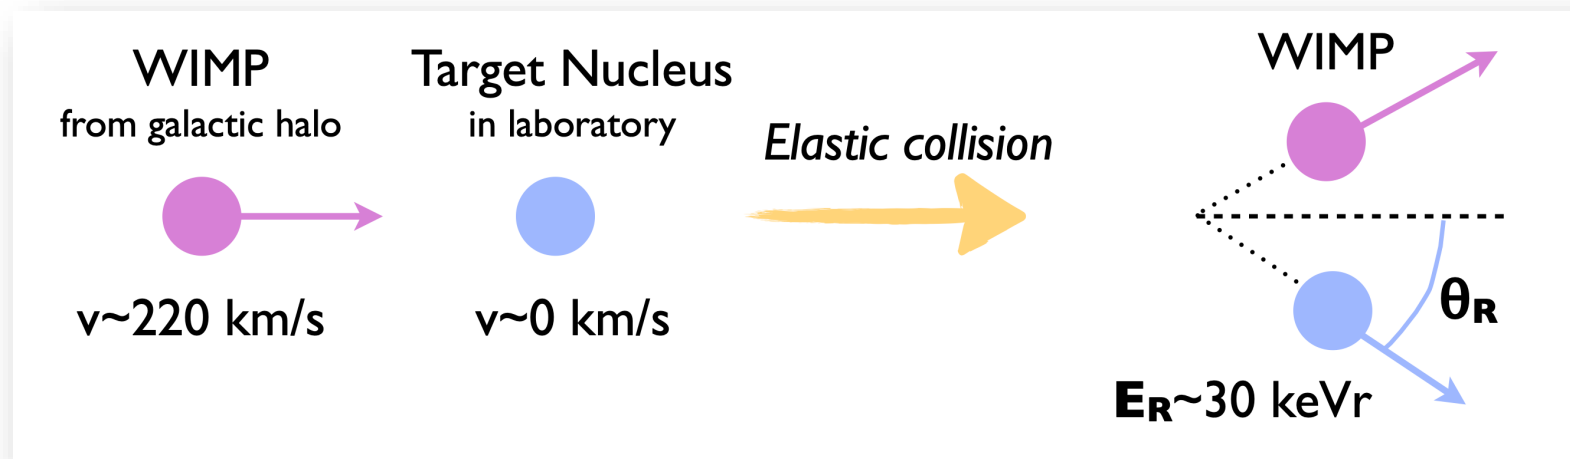 WIMP
from galactic halo
v~220 km/s
Target Nucleus
in laboratory
v~0 km/s
Elastic collision
WIMP
θR
ER~30 keVr